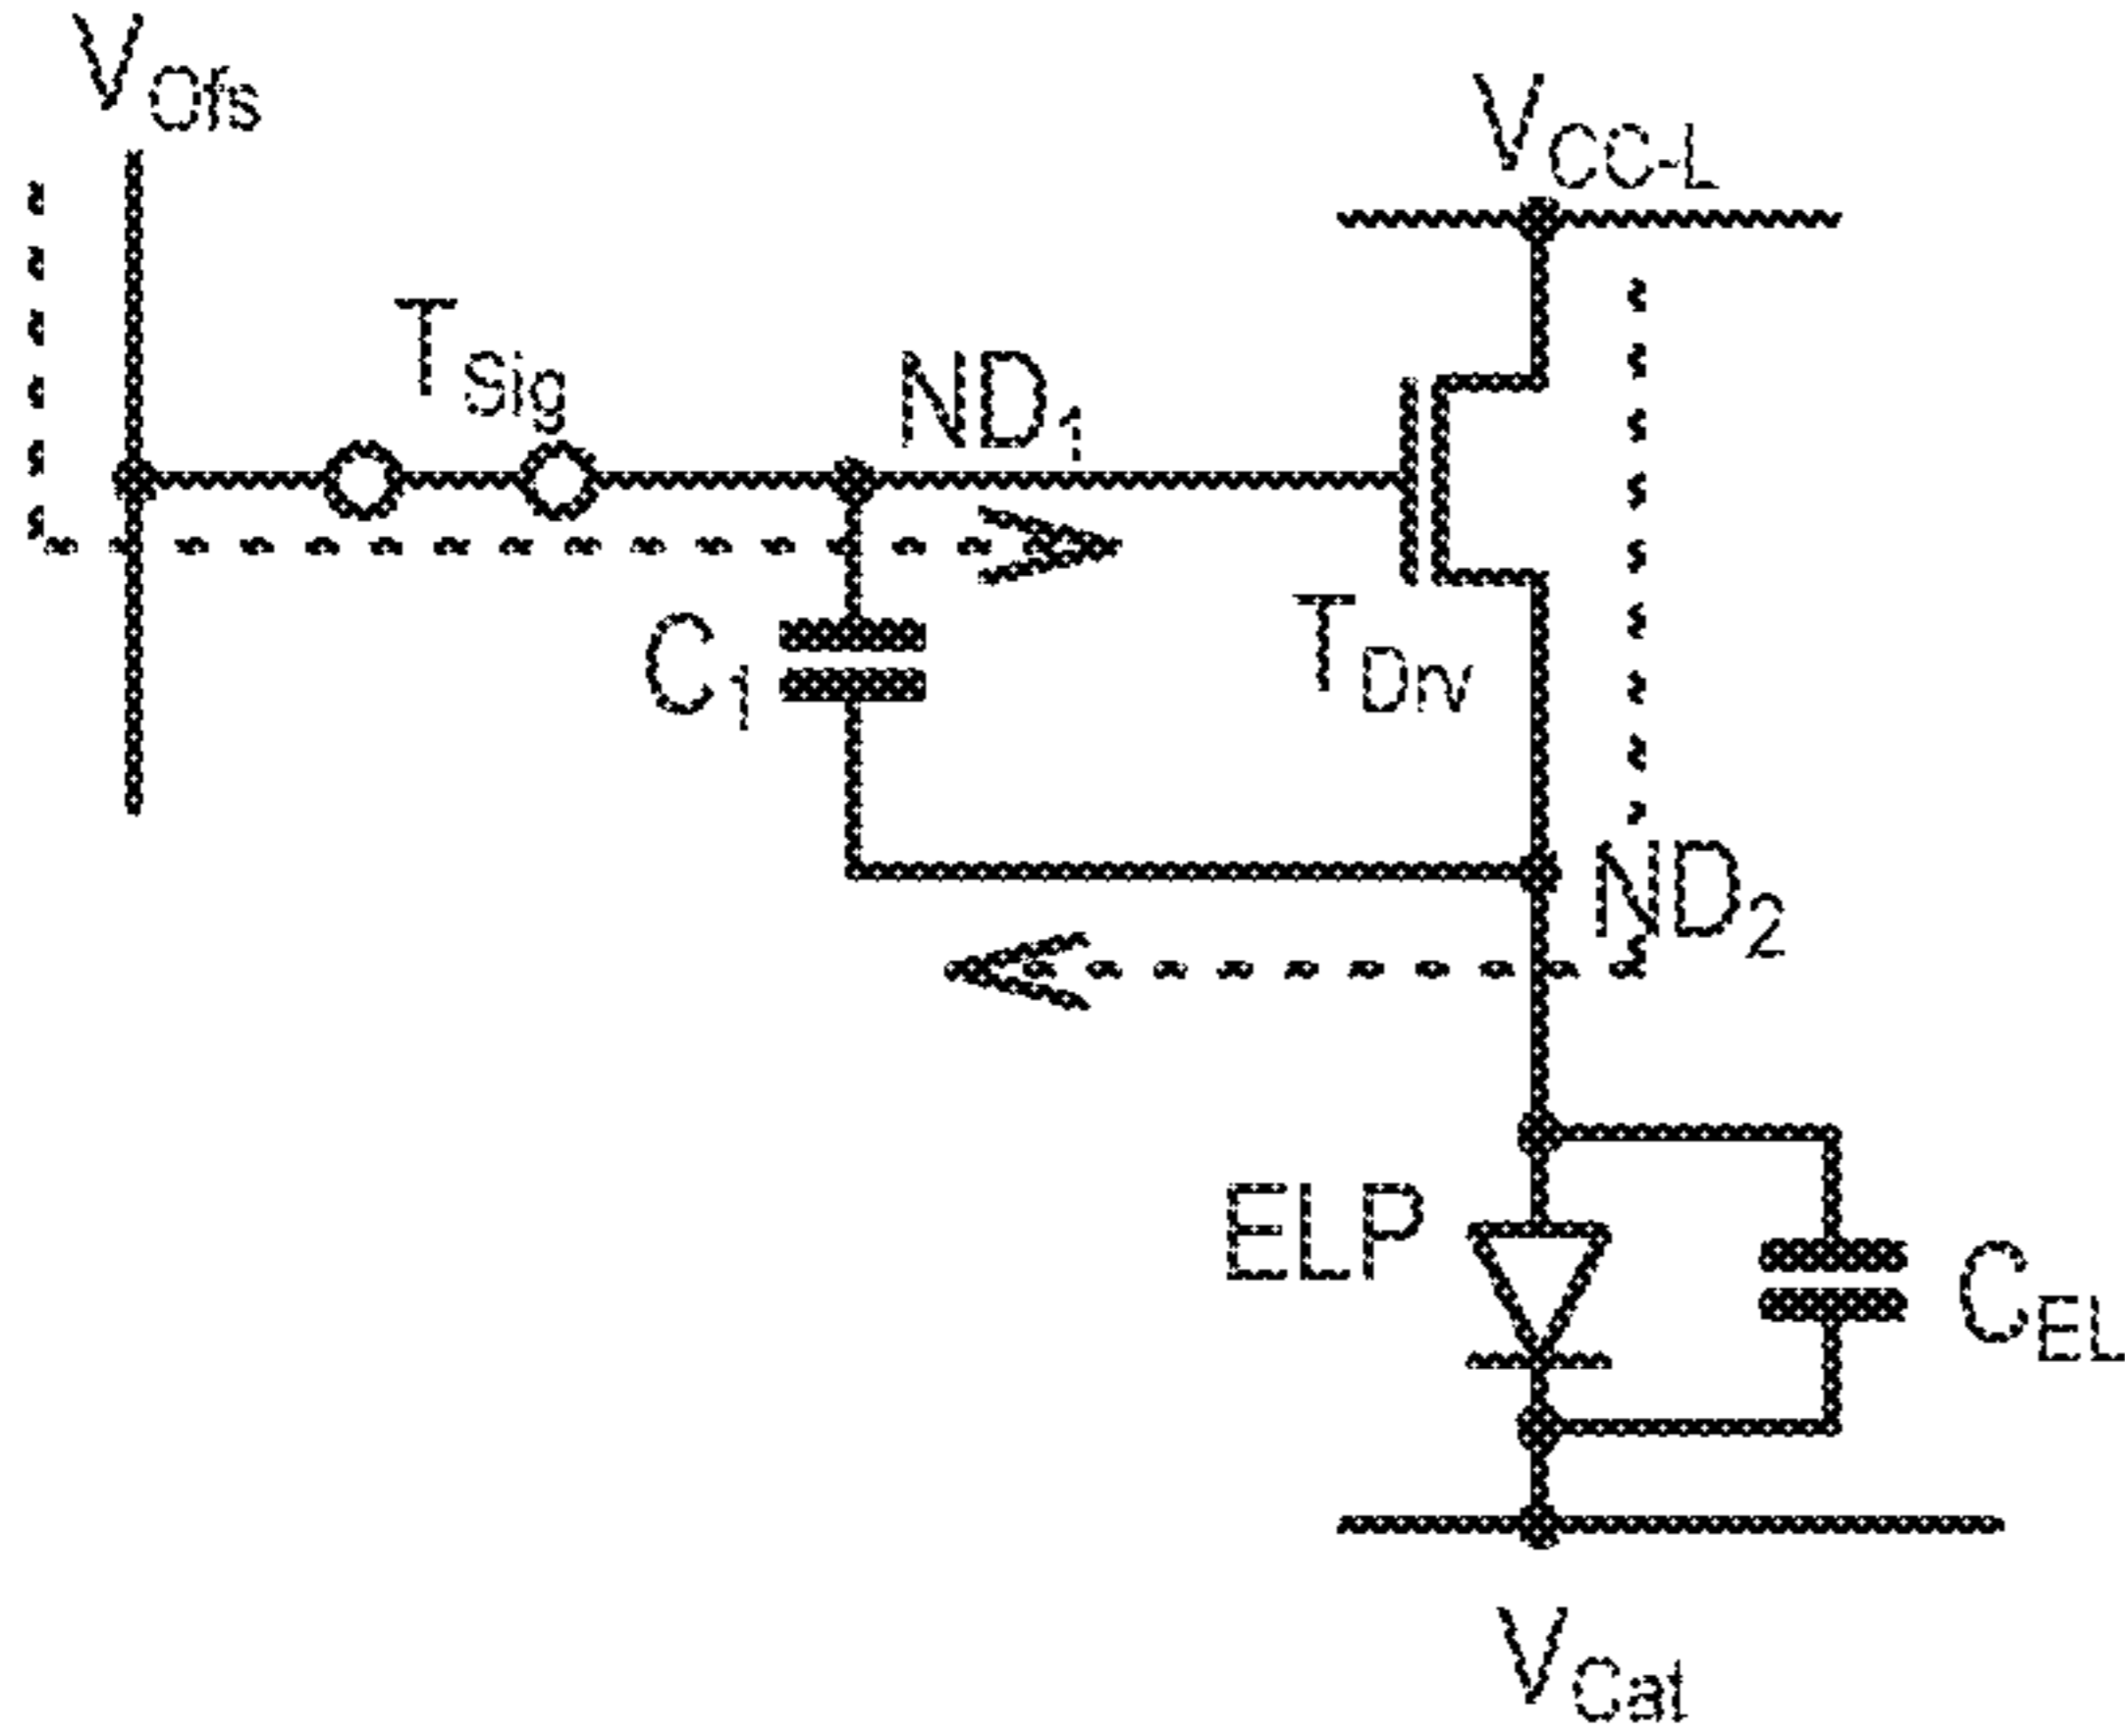 VOfs
VCC-L
TSig
ND1
C1
TDrv
ND2
ELP
CEL
VCat